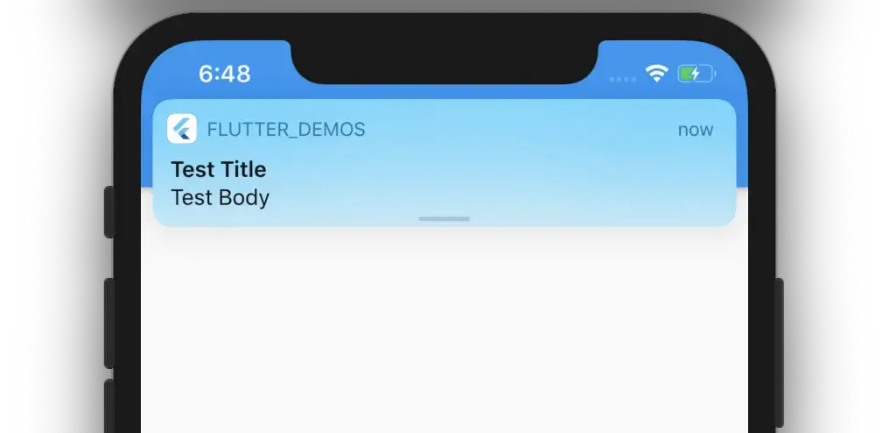 6:48
FLUTTER_DEMOS now
Test Title
Test Body